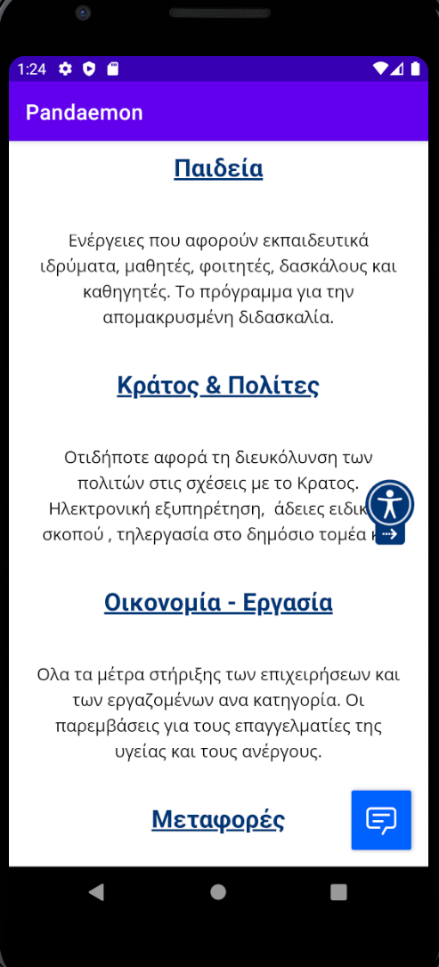 1:24
Pandaemon
Παιδεία
Ενέργειες που αφορούν εκπαιδευτικά
ιδρύματα, μαθητές, φοιτητές, δασκάλους και
καθηγητές. Το πρόγραμμα για την
απομακρυσμένη διδασκαλία.
Κράτος & Πολίτες
Οτιδήποτε αφορά τη διευκόλυνση των
πολιτών στις σχέσεις με το Κρατος.
Ηλεκτρονική εξυπηρέτηση, άδειες
σκοπού , τηλεργασία στο δημόσιο τομέα
Οικονομία - Εργασία
Ολα τα μέτρα στήριξης των επιχειρήσεων και
των εργαζομένων ανα κατηγορία. Οι
παρεμβάσεις για τους επαγγελματίες της
υγείας και τους ανέργους.
Μεταφορές